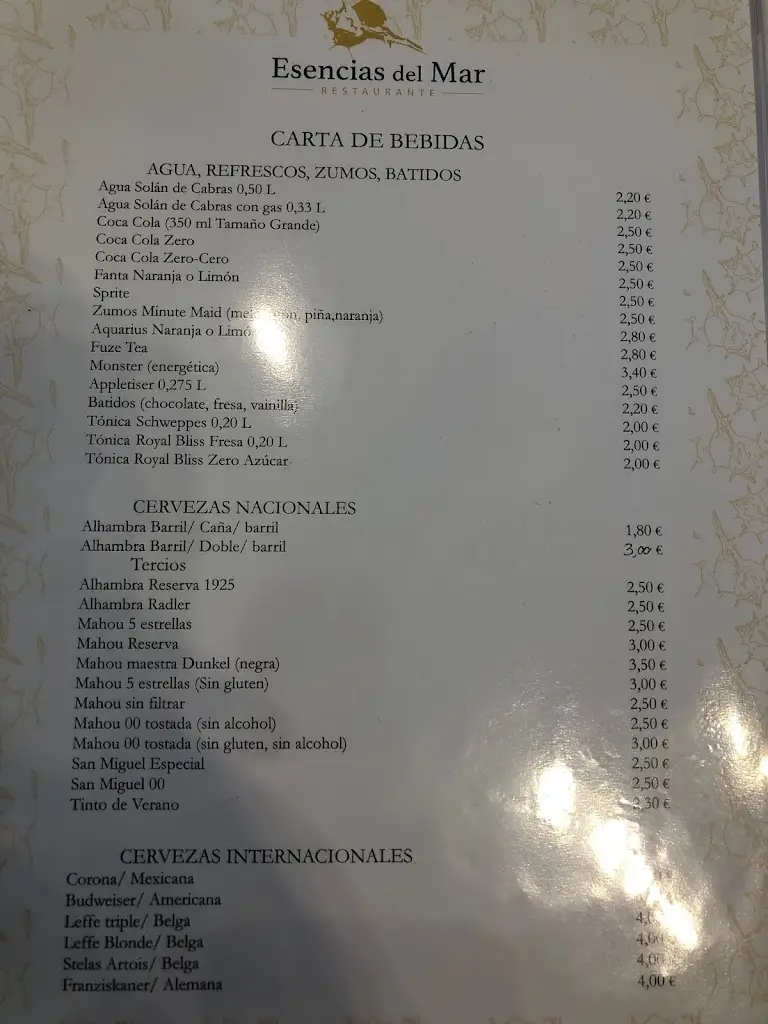 Esencias del Mar
RESTAURANTE
CARTA DE BEBIDAS
AGUA, REFRESCOS, ZUMOS, BATIDOS
Agua Solán de Cabras 0,50 L 2,20 €
Agua Solán de Cabras con gas 0,33 L 2,20 €
Coca Cola (350 ml Tamaño Grande) 2,50 €
Coca Cola Zero 2,50 €
Coca Cola Zero-Cero 2,50 €
Fanta Naranja o Limón 2,50 €
Sprite 2,50 €
Zumos Minute Maid piña,naranja) 2,50 €
Aquarius Naranja o Limón 2,80 €
Fuze Tea 2,80 €
Monster (energética) 3,40 €
Appletiser 0,275 L 2,50 €
Batidos (chocolate, fresa, vainilla) 2,20 €
Tónica Schweppes 0,20 L 2,00 €
Tónica Royal Bliss Fresa 0,20 L 2,00 €
Tónica Royal Bliss Zero Azúcar 2,00 €
CERVEZAS NACIONALES
Alhambra Barril/ Caña/ barril 1,80 €
Alhambra Barril/ Doble/ barril 3,00 €
Tercios
Alhambra Reserva 1925 2,50 €
Alhambra Radler 2,50 €
Mahou 5 estrellas 2,50 €
Mahou Reserva 3,00 €
Mahou maestra Dunkel (negra) 3,50 €
Mahou 5 estrellas (Sin gluten) 3,00 €
Mahou sin filtrar 2,50 €
Mahou 00 tostada (sin alcohol) 2,50 €
Mahou 00 tostada (sin gluten, sin alcohol) 3,00 €
San Miguel Especial 2,50 €
San Miguel 00 2,50 €
Tinto de Verano 2,30 €
CERVEZAS INTERNACIONALES
Corona/ Mexicana
Budweiser/ Americana
Leffe triple/ Belga
Leffe Blonde/ Belga 4,00
Stelas Artois/ Belga 4,00
Franziskaner/ Alemana 4,00 €